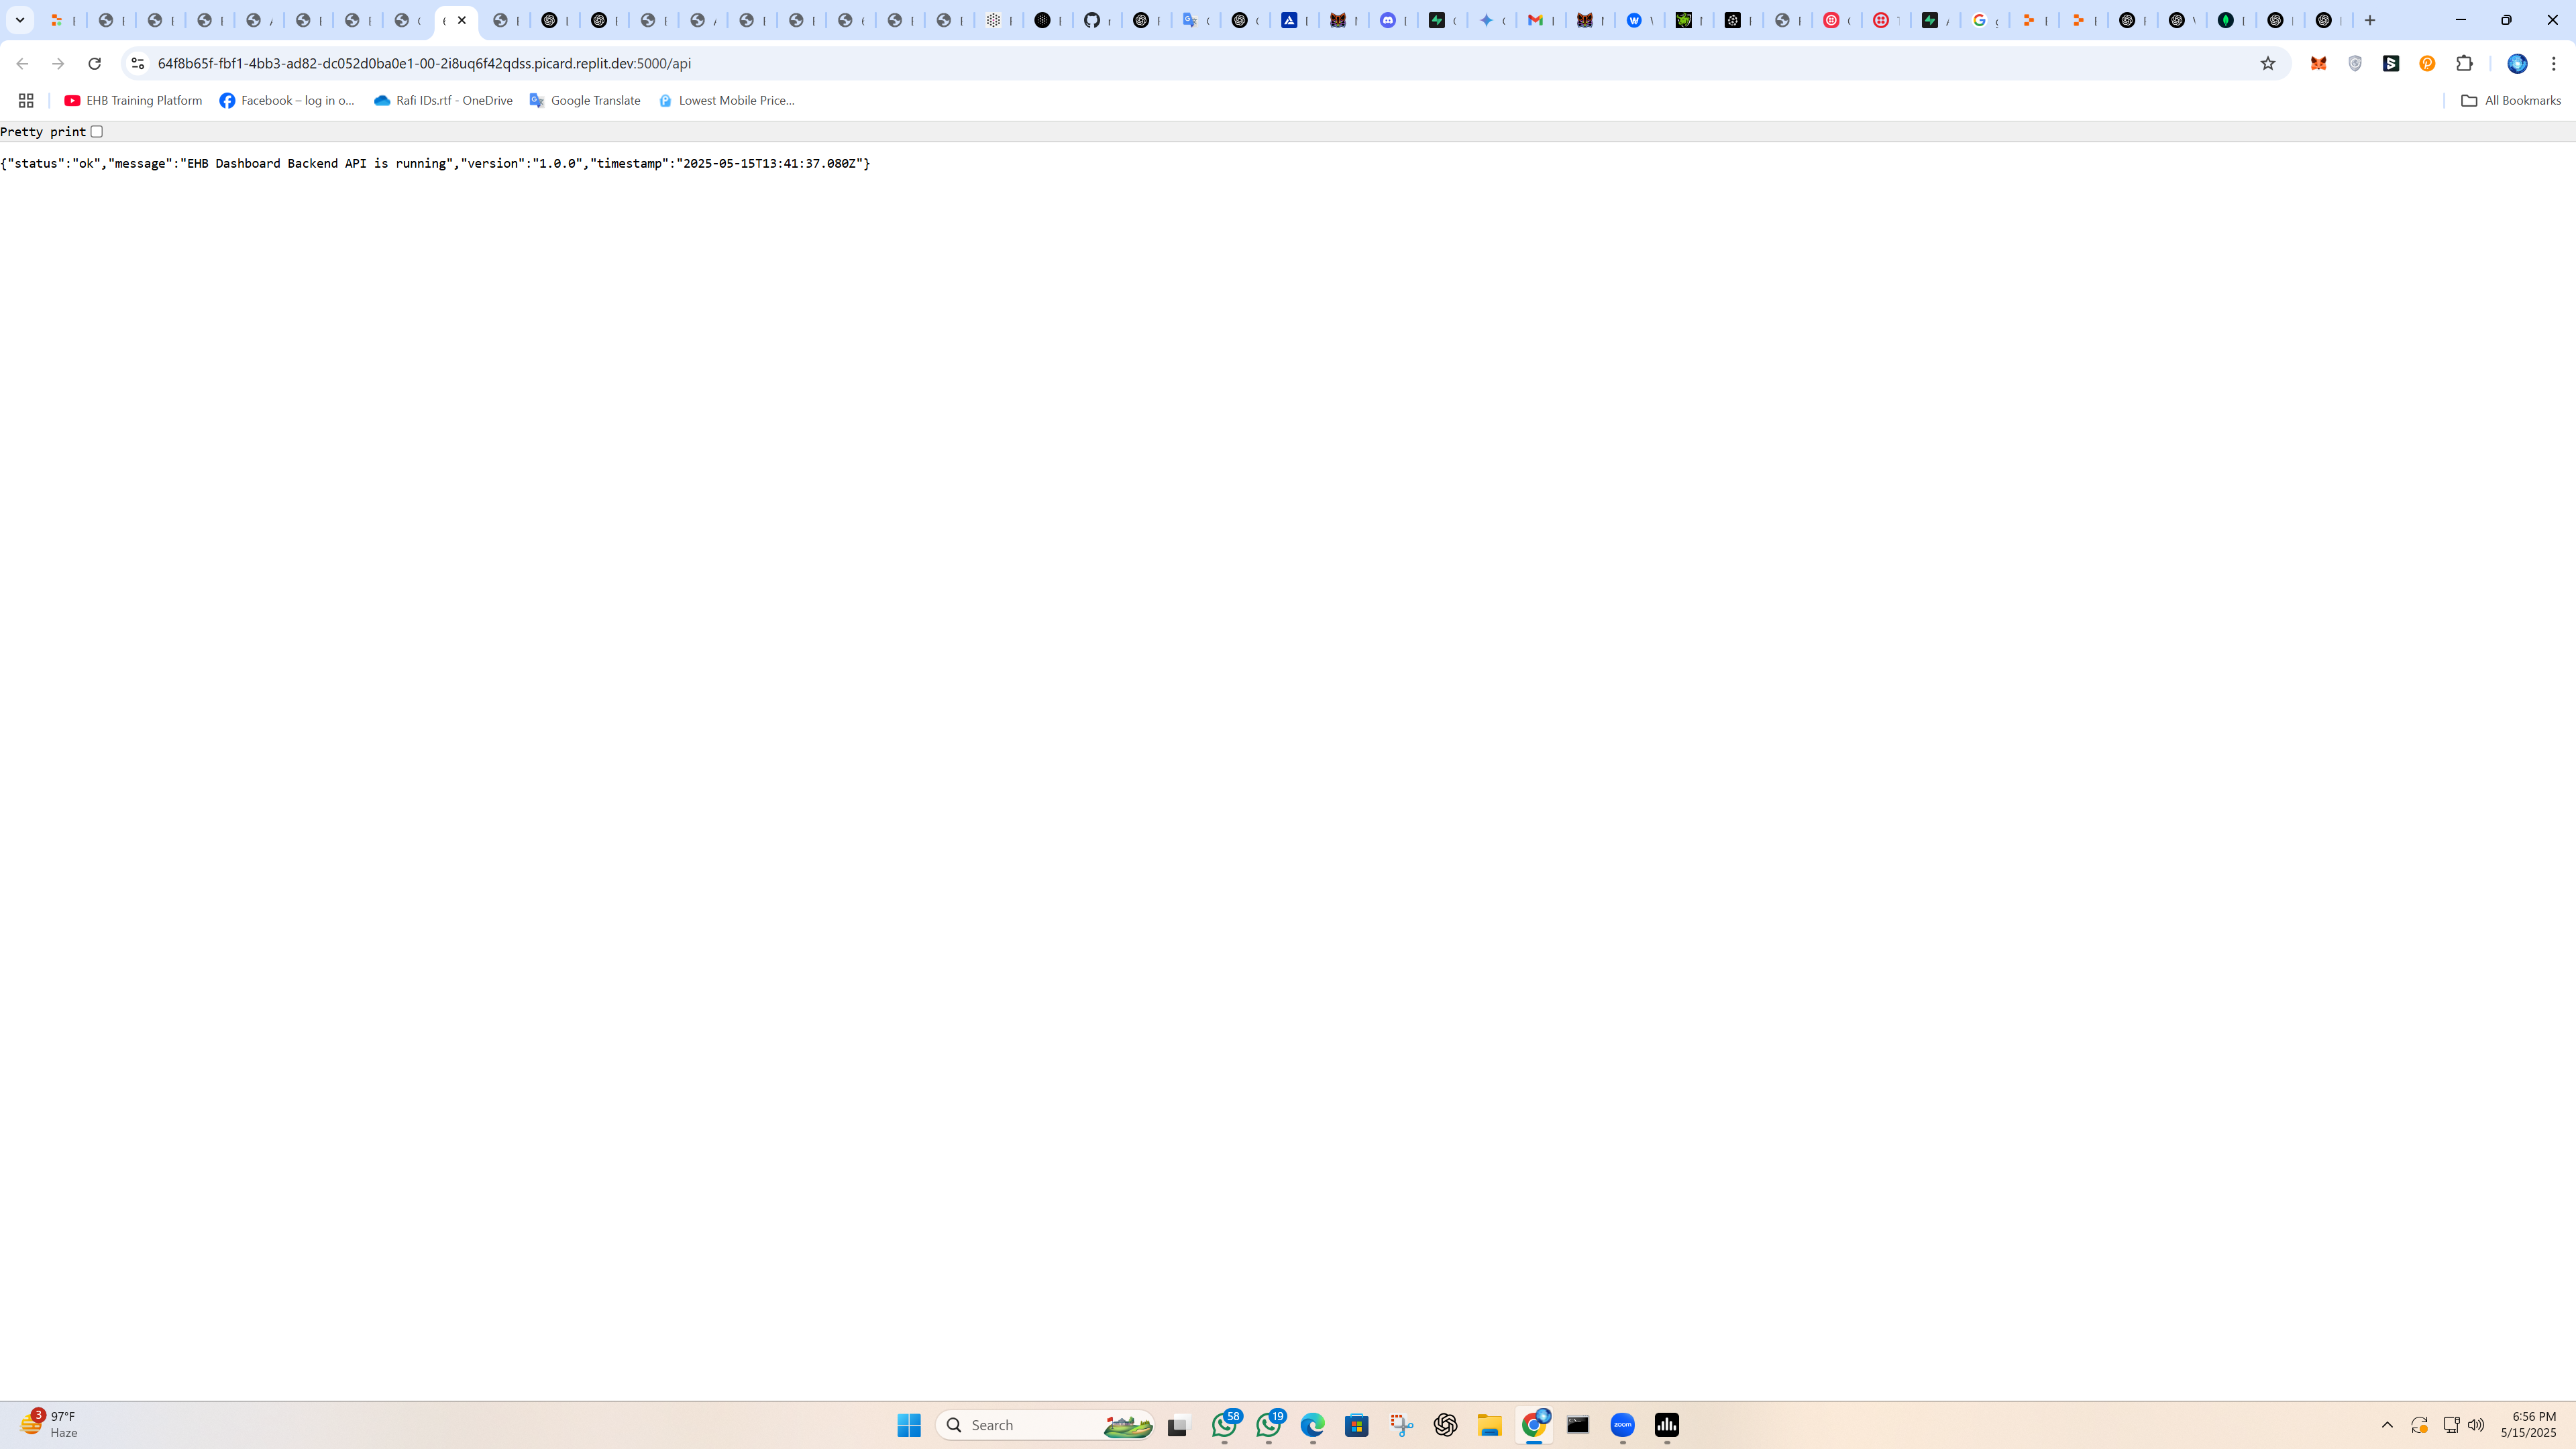 64f8b65f-fbf1-4bb3-ad82-dc052d0ba0e1-00-2i8uq6f42qdss.picard.replit.dev:5000/api
EHB Training Platform
Facebook – log in o...
Rafi IDs.rtf - OneDrive
Google Translate
Lowest Mobile Price...
All Bookmarks
Pretty print
{"status":"ok","message":"EHB Dashboard Backend API is running","version":"1.0.0","timestamp":"2025-05-15T13:41:37.080Z"}
3
97°F
Haze
Search
58
19
zoom
6:56 PM
5/15/2025